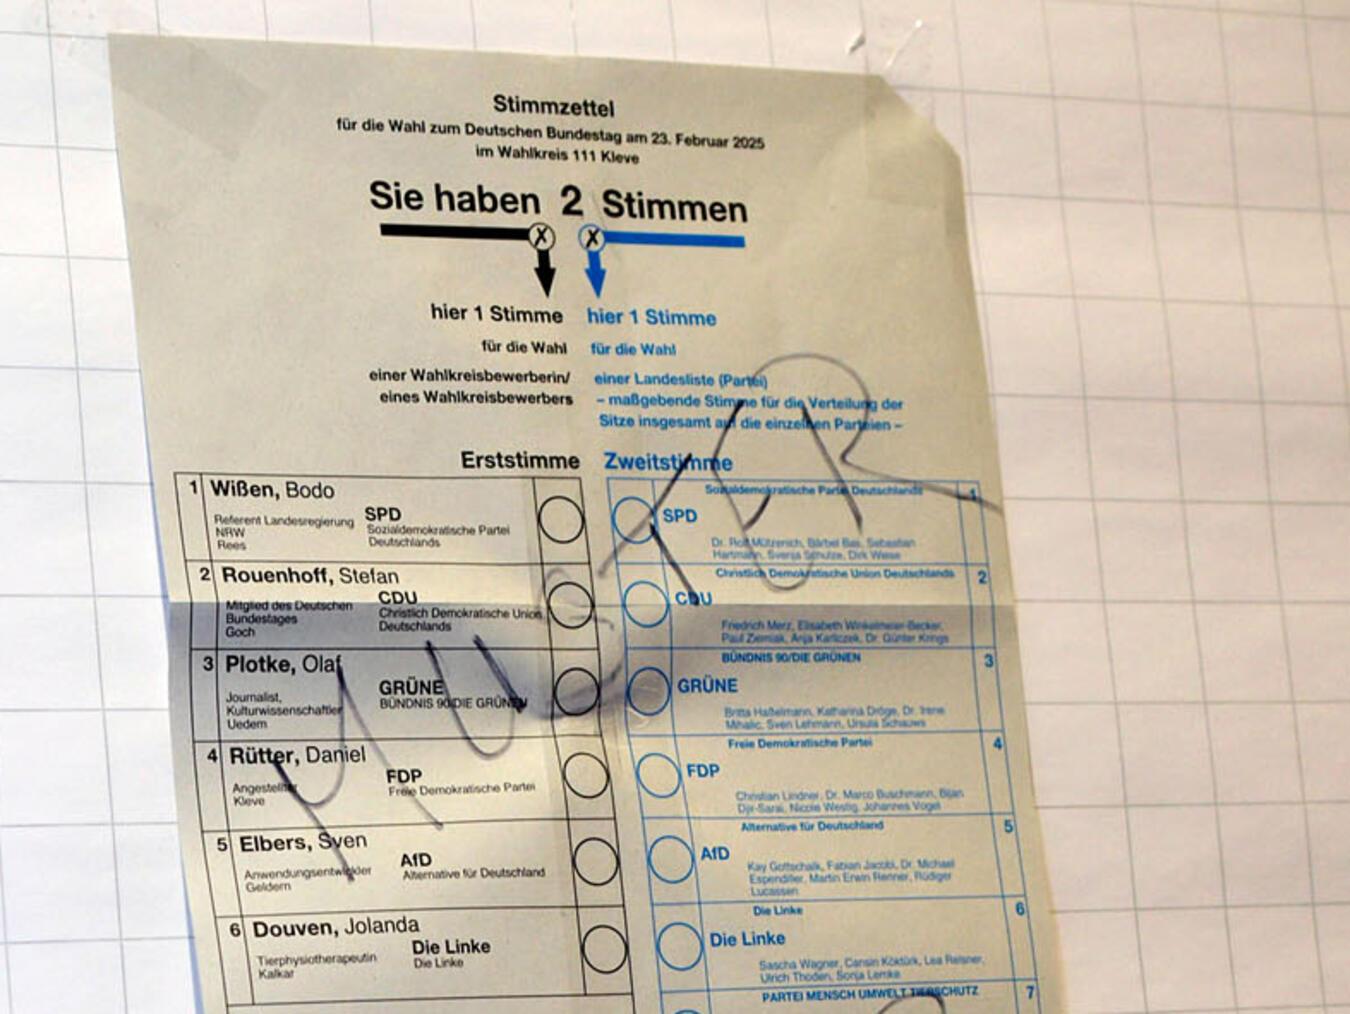 Stimmzettel
für die Wahl zum Deutschen Bundestag am 23. Februar 2025
im Wahlkreis 111 Kleve
Sie haben 2 Stimmen
X X
hier 1 Stimme
für die Wahl
einer Wahlkreisbewerberin/
eines Wahlkreisbewerbers
hier 1 Stimme
für die Wahl
einer Landesliste (Partei)
– maßgebende Stimme für die Verteilung der
Sitze insgesamt auf die einzelnen Parteien –
Erststimme
1 Wißen, Bodo
Referent Landesregierung
NRW
Rees
SPD
Sozialdemokratische Partei
Deutschlands
2 Rouenhoff, Stefan
Mitglied des Deutschen
Bundestages
Goch
CDU
Christlich Demokratische Union
Deutschlands
3 Plotke, Olaf
Journalist,
Kulturwissenschaftler
Uedem
GRÜNE
BÜNDNIS 90/DIE GRÜNEN
4 Rütter, Daniel
Angestellter
Kleve
FDP
Freie Demokratische Partei
5 Elbers, Sven
Anwendungsentwickler
Geldern
AfD
Alternative für Deutschland
6 Douven, Jolanda
Tierphysiotherapeutin
Kalkar
Die Linke
Die Linke
Zweitstimme
Sozialdemokratische Partei Deutschlands 1
SPD
Dr. Rolf Mützenich, Bärbel Bas, Sebastian
Hartmann, Svenja Schulze, Dirk Wiese
Christlich Demokratische Union Deutschlands 2
CDU
Friedrich Merz, Elisabeth Winkelmeier-Becker,
Paul Ziemiak, Anja Karliczek, Dr. Günter Krings
BÜNDNIS 90/DIE GRÜNEN 3
GRÜNE
Britta Haßelmann, Katharina Dröge, Dr. Irene
Mihalic, Sven Lehmann, Ursula Schauws
Freie Demokratische Partei 4
FDP
Christian Lindner, Dr. Marco Buschmann, Bijan
Djir-Sarai, Nicole Westig, Johannes Vogel
Alternative für Deutschland 5
AfD
Kay Gottschalk, Fabian Jacobi, Dr. Michael
Espendiller, Martin Erwin Renner, Rüdiger
Lucassen
Die Linke 6
Die Linke
Sascha Wagner, Cansin Köktürk, Lea Reisner,
Ulrich Thoden, Sonja Lemke
PARTEI MENSCH UMWELT TIERSCHUTZ 7
MUSTER